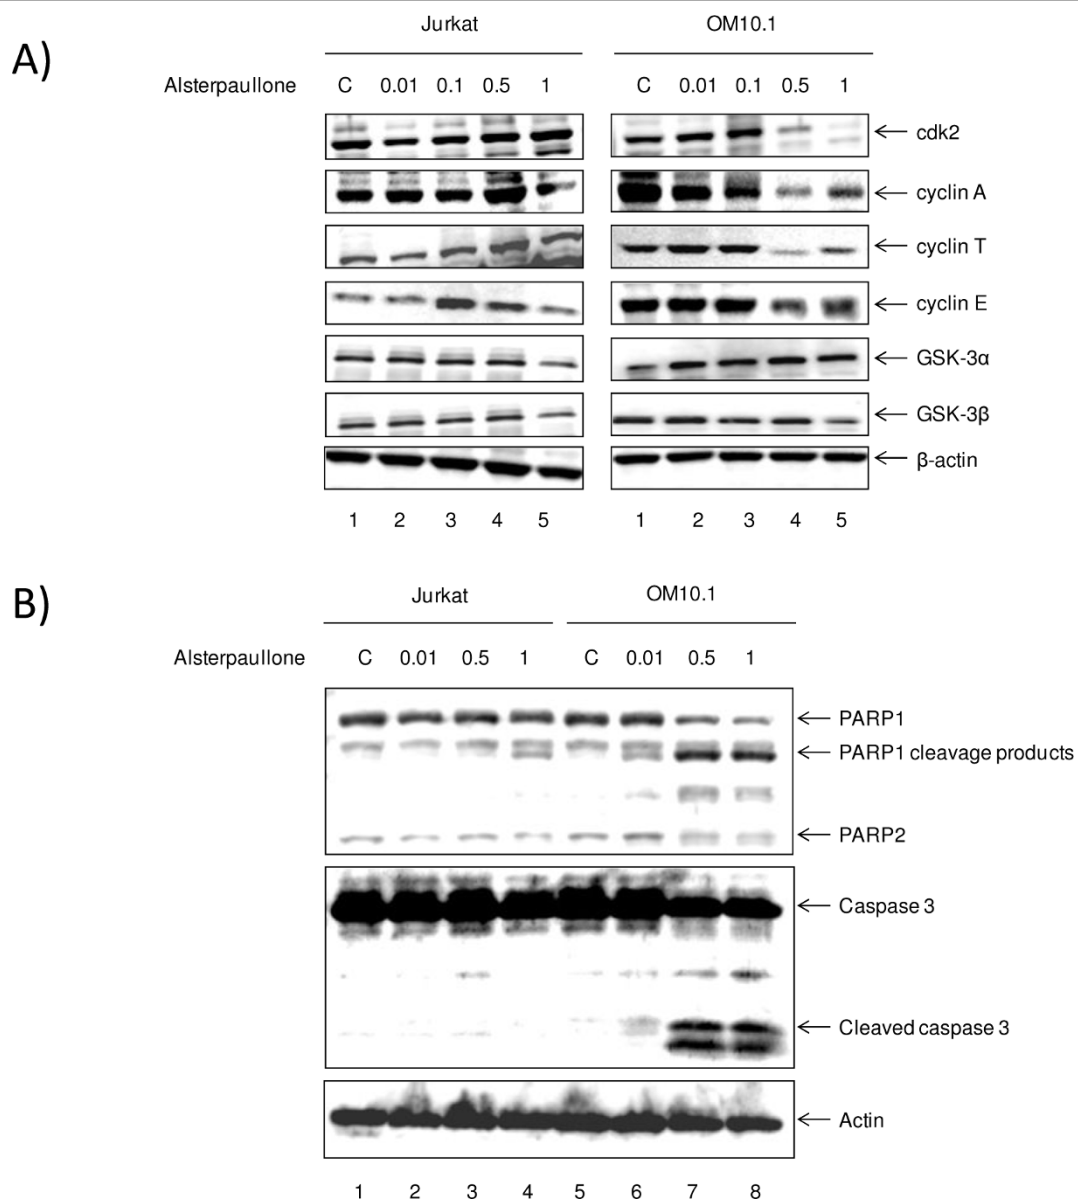 A)
Jurkat OM10.1
Alsterpaullone C 0.01 0.1 0.5 1 C 0.01 0.1 0.5 1
cdk2
cyclin A
cyclin T
cyclin E
GSK-3α
GSK-3β
β-actin
1 2 3 4 5 1 2 3 4 5
B)
Jurkat OM10.1
Alsterpaullone C 0.01 0.5 1 C 0.01 0.5 1
PARP1
PARP1 cleavage products
PARP2
Caspase 3
Cleaved caspase 3
Actin
1 2 3 4 5 6 7 8